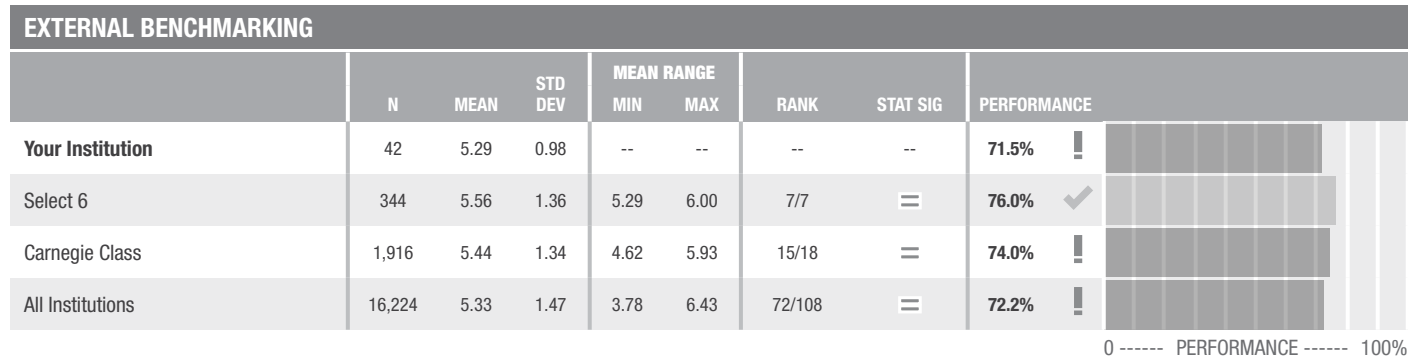 EXTERNAL BENCHMARKING
MEAN RANGE
N MEAN STD DEV MIN MAX RANK STAT SIG PERFORMANCE
Your Institution 42 5.29 0.98 -- -- -- -- 71.5%
Select 6 344 5.56 1.36 5.29 6.00 7/7 = 76.0%
Carnegie Class 1,916 5.44 1.34 4.62 5.93 15/18 = 74.0%
All Institutions 16,224 5.33 1.47 3.78 6.43 72/108 = 72.2%
0 ------ PERFORMANCE ------ 100%